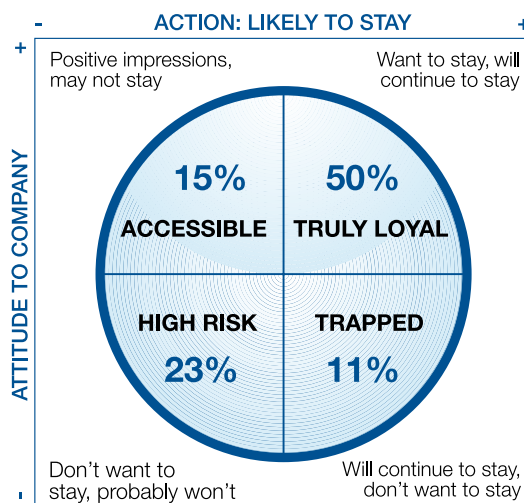 - ACTION: LIKELY TO STAY +
+
Positive impressions,
may not stay
Want to stay, will
continue to stay
15%
ACCESSIBLE
50%
TRULY LOYAL
ATTITUDE TO COMPANY
HIGH RISK
23%
TRAPPED
11%
-
Don’t want to
stay, probably won’t
Will continue to stay,
don’t want to stay